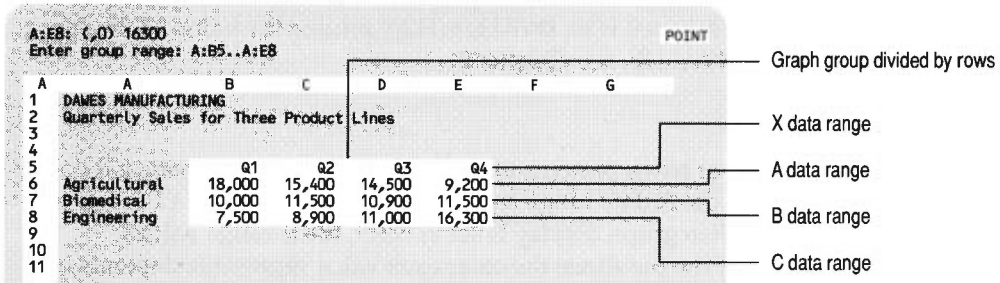 A:E8: (,0) 16300 POINT
Enter group range: A:B5..A:E8
Graph group divided by rows
A A B C D E F G
1 DAWES MANUFACTURING
2 Quarterly Sales for Three Product Lines
3
4
X data range
5 Q1 Q2 Q3 Q4
A data range
6 Agricultural 18,000 15,400 14,500 9,200
7 Biomedical 10,000 11,500 10,900 11,500
B data range
8 Engineering 7,500 8,900 11,000 16,300
9
10
C data range
11